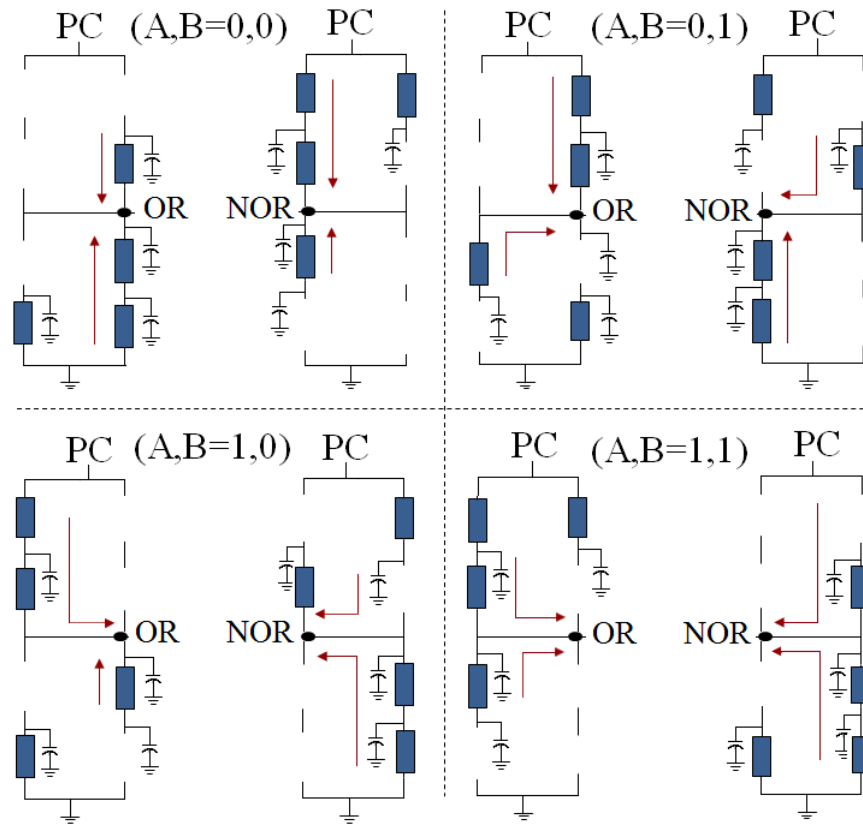 PC (A,B=0,0) PC
OR NOR
(A,B=0,1) PC
OR NOR
PC (A,B=1,0) PC
OR NOR
PC (A,B=1,1) PC
OR NOR